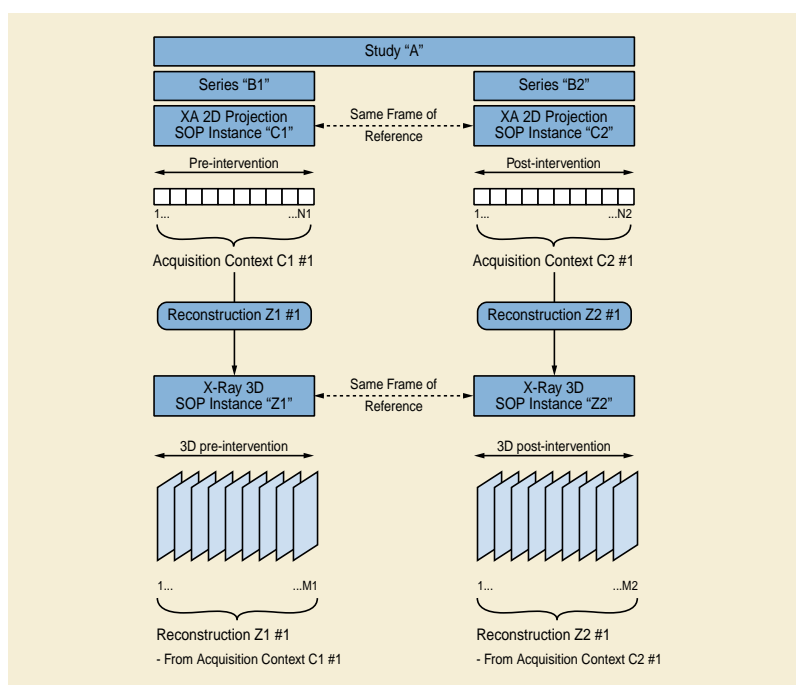 Study “A”
Series “B1”
Series “B2”
XA 2D Projection
SOP Instance “C1”
Same Frame of
Reference
XA 2D Projection
SOP Instance “C2”
Pre-intervention
Post-intervention
1...
...N1
1...
...N2
Acquisition Context C1 #1
Acquisition Context C2 #1
Reconstruction Z1 #1
Reconstruction Z2 #1
X-Ray 3D
SOP Instance “Z1”
Same Frame of
Reference
X-Ray 3D
SOP Instance “Z2”
3D pre-intervention
3D post-intervention
1...
...M1
1...
...M2
Reconstruction Z1 #1
- From Acquisition Context C1 #1
Reconstruction Z2 #1
- From Acquisition Context C2 #1